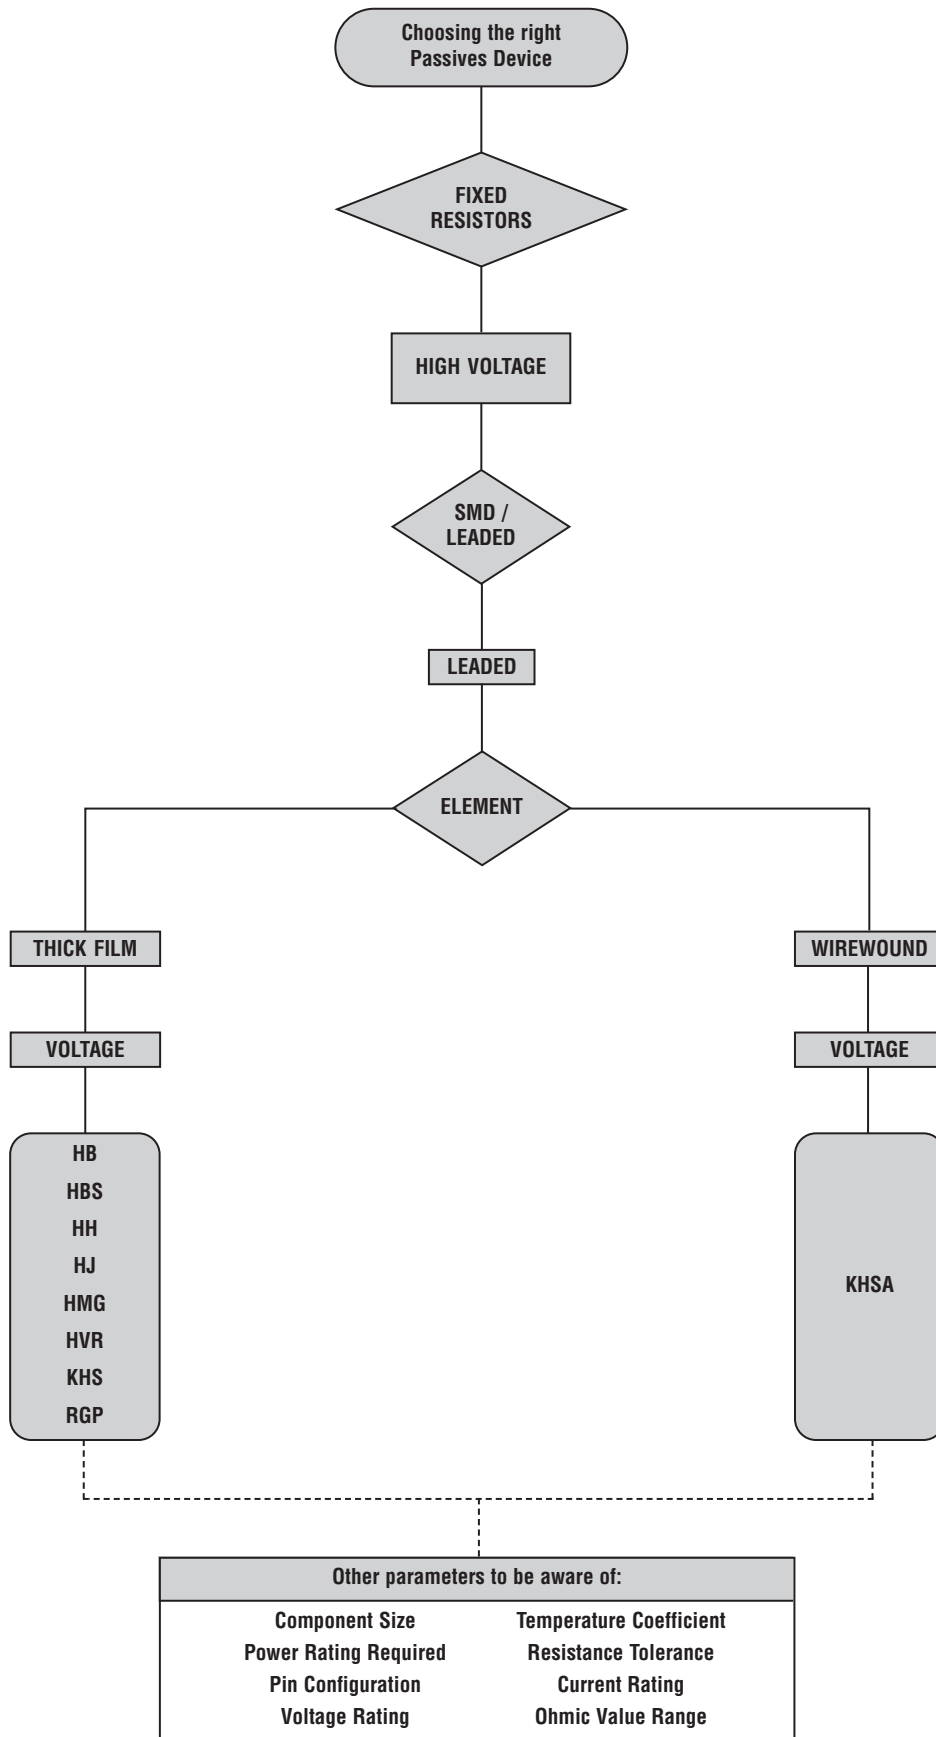 Choosing the right
Passives Device
FIXED
RESISTORS
HIGH VOLTAGE
SMD /
LEADED
LEADED
ELEMENT
THICK FILM
WIREWOUND
VOLTAGE
VOLTAGE
HB
HBS
HH
HJ
HMG
HVR
KHS
RGP
KHSA
Other parameters to be aware of:
Component Size
Temperature Coefficient
Power Rating Required
Resistance Tolerance
Pin Configuration
Current Rating
Voltage Rating
Ohmic Value Range